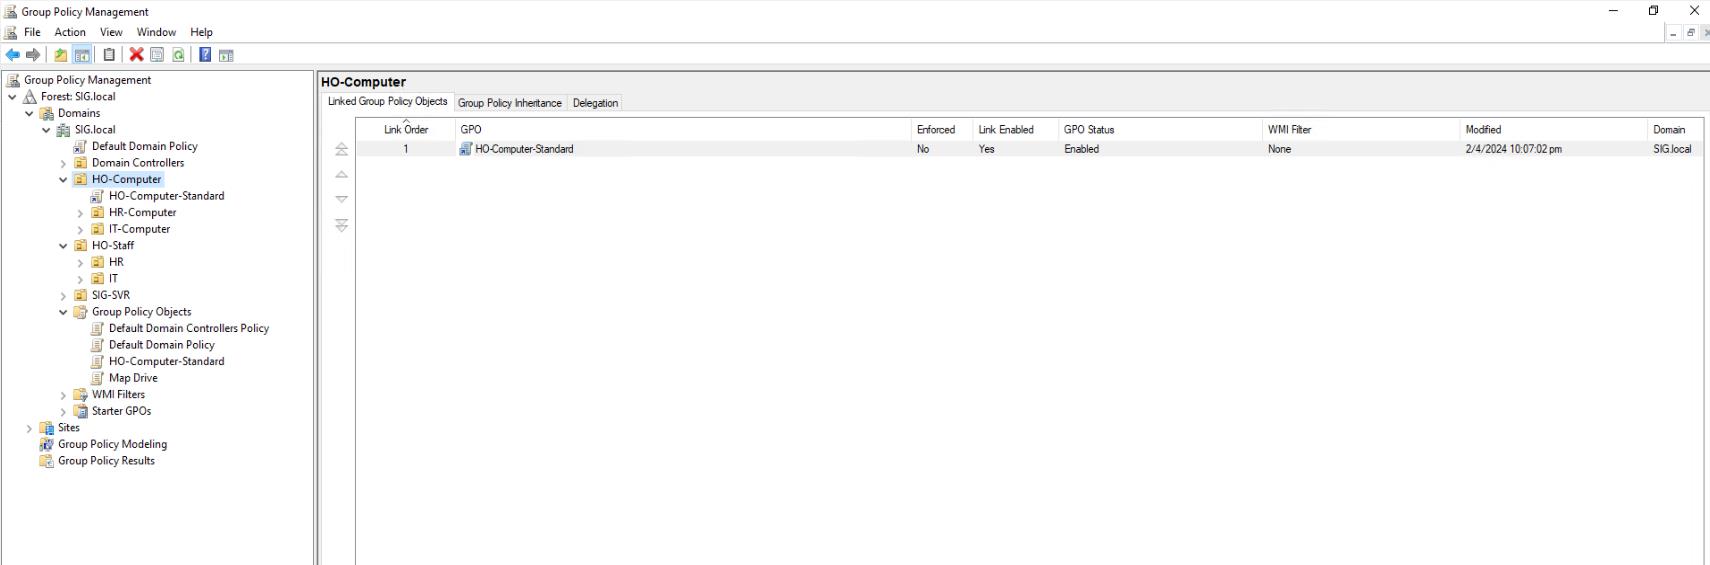 Group Policy Management
File Action View Window Help
Group Policy Management
Forest: SIG.local
Domains
SIG.local
Default Domain Policy
Domain Controllers
HO-Computer
HO-Computer-Standard
HR-Computer
IT-Computer
HO-Staff
HR
IT
SIG-SVR
Group Policy Objects
Default Domain Controllers Policy
Default Domain Policy
HO-Computer-Standard
Map Drive
WMI Filters
Starter GPOs
Sites
Group Policy Modeling
Group Policy Results
HO-Computer
Linked Group Policy Objects Group Policy Inheritance Delegation
Link Order GPO Enforced Link Enabled GPO Status WMI Filter Modified Domain
1 HO-Computer-Standard No Yes Enabled None 2/4/2024 10:07:02 pm SIG.local